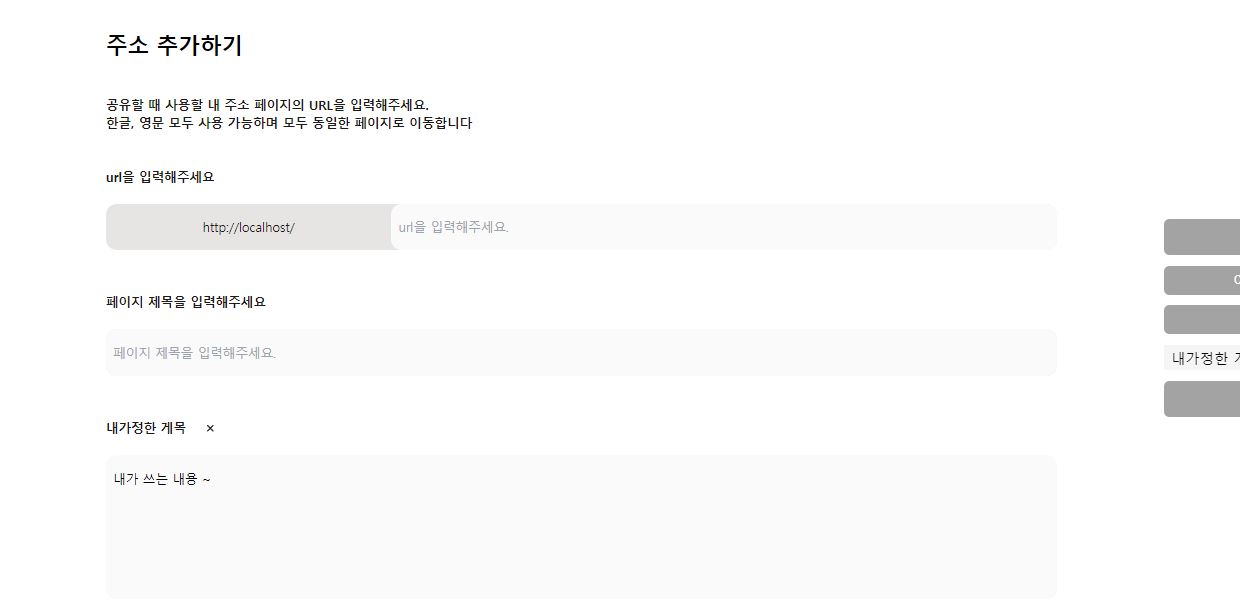 주소 추가하기
공유할 때 사용할 내 주소 페이지의 URL을 입력해주세요.
한글, 영문 모두 사용 가능하며 모두 동일한 페이지로 이동합니다
url을 입력해주세요
http://localhost/
url을 입력해주세요.
페이지 제목을 입력해주세요
페이지 제목을 입력해주세요.
내가정한 게목 ×
내가 쓰는 내용 ~
내가정한